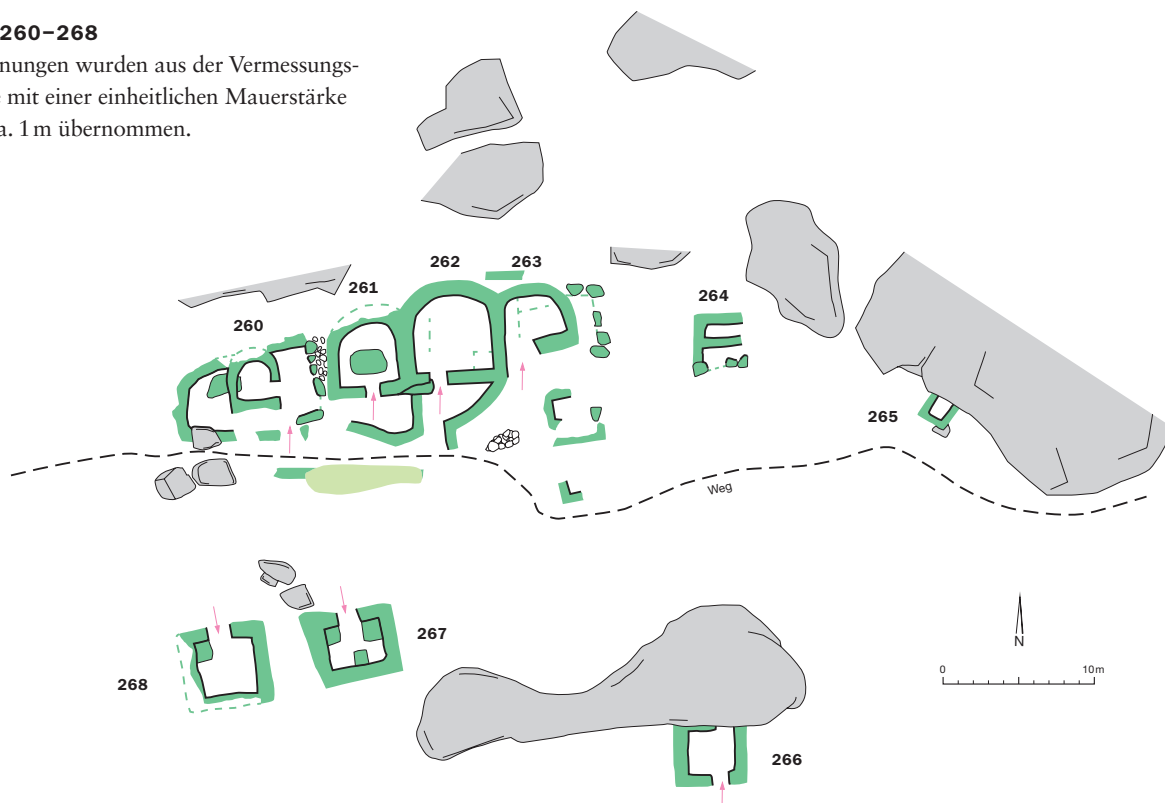 260–268
nungen wurden aus der Vermessungs-
mit einer einheitlichen Mauerstärke
a. 1 m übernommen.
262
263
261
264
260
265
Weg
N
0
10m
267
268
266